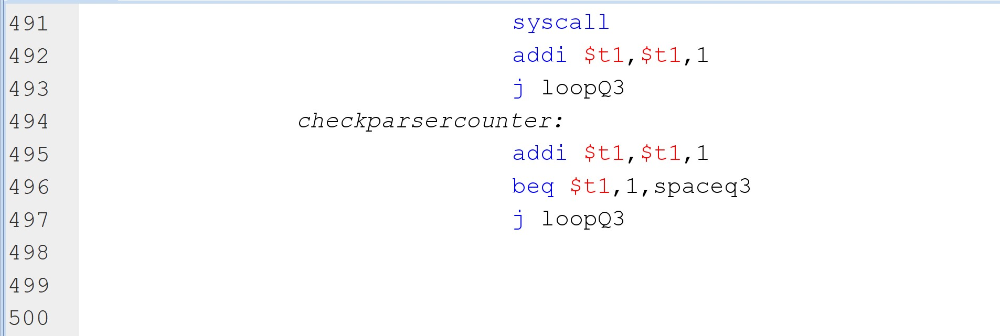 491 syscall
492 addi $t1,$t1,1
493 j loopQ3
494 checkparsercounter:
495 addi $t1,$t1,1
496 beq $t1,1,spaceq3
497 j loopQ3
498
499
500